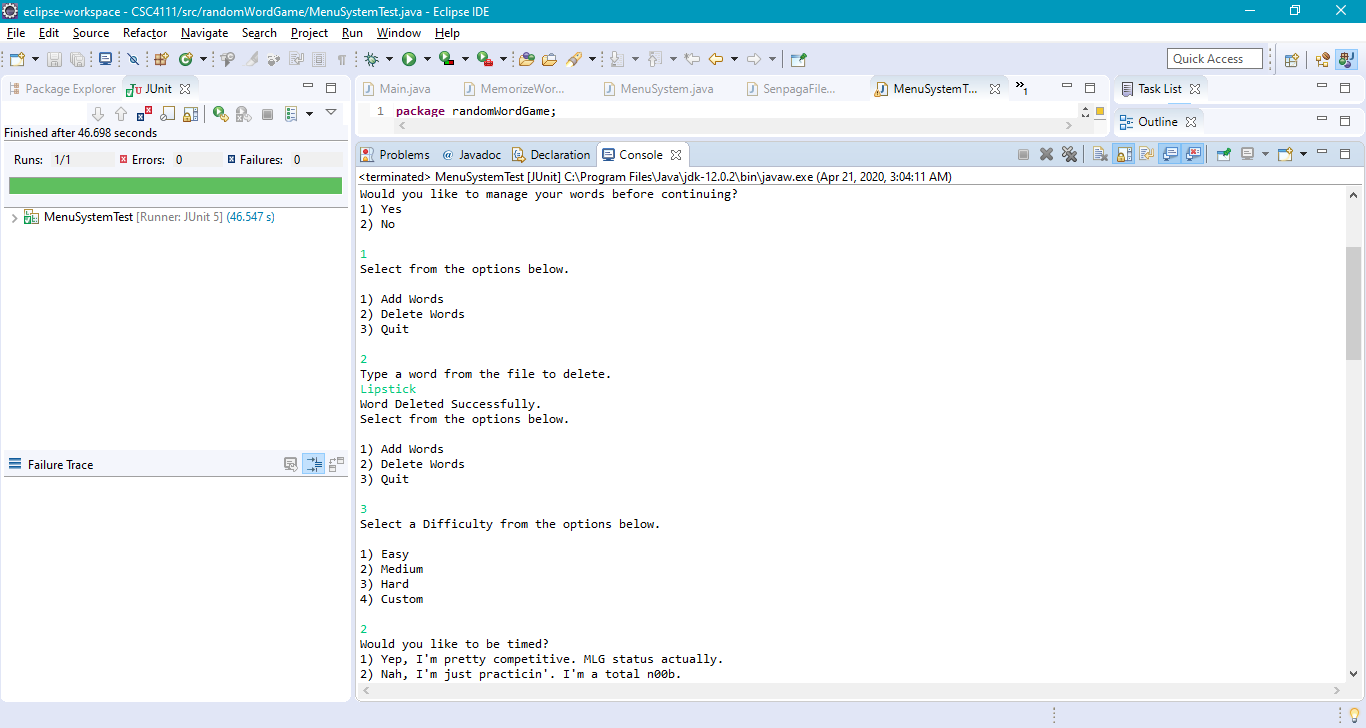 eclipse-workspace - CSC4111/src/randomWordGame/MenuSystemTest.java - Eclipse IDE
File Edit Source Refactor Navigate Search Project Run Window Help
Quick Access
Package Explorer JUnit
Main.java MemorizeWor... MenuSystem.java SenpagaFile... MenuSystemT... »1
Task List
Finished after 46.698 seconds
1 package randomWordGame;
Outline
Runs: 1/1 Errors: 0 Failures: 0
Problems @ Javadoc Declaration Console
<terminated> MenuSystemTest [JUnit] C:\Program Files\Java\jdk-12.0.2\bin\javaw.exe (Apr 21, 2020, 3:04:11 AM)
MenuSystemTest [Runner: JUnit 5] (46.547 s)
Failure Trace
Would you like to manage your words before continuing?
1) Yes
2) No
1
Select from the options below.
1) Add Words
2) Delete Words
3) Quit
2
Type a word from the file to delete.
Lipstick
Word Deleted Successfully.
Select from the options below.
1) Add Words
2) Delete Words
3) Quit
3
Select a Difficulty from the options below.
1) Easy
2) Medium
3) Hard
4) Custom
2
Would you like to be timed?
1) Yep, I'm pretty competitive. MLG status actually.
2) Nah, I'm just practicin'. I'm a total n00b.